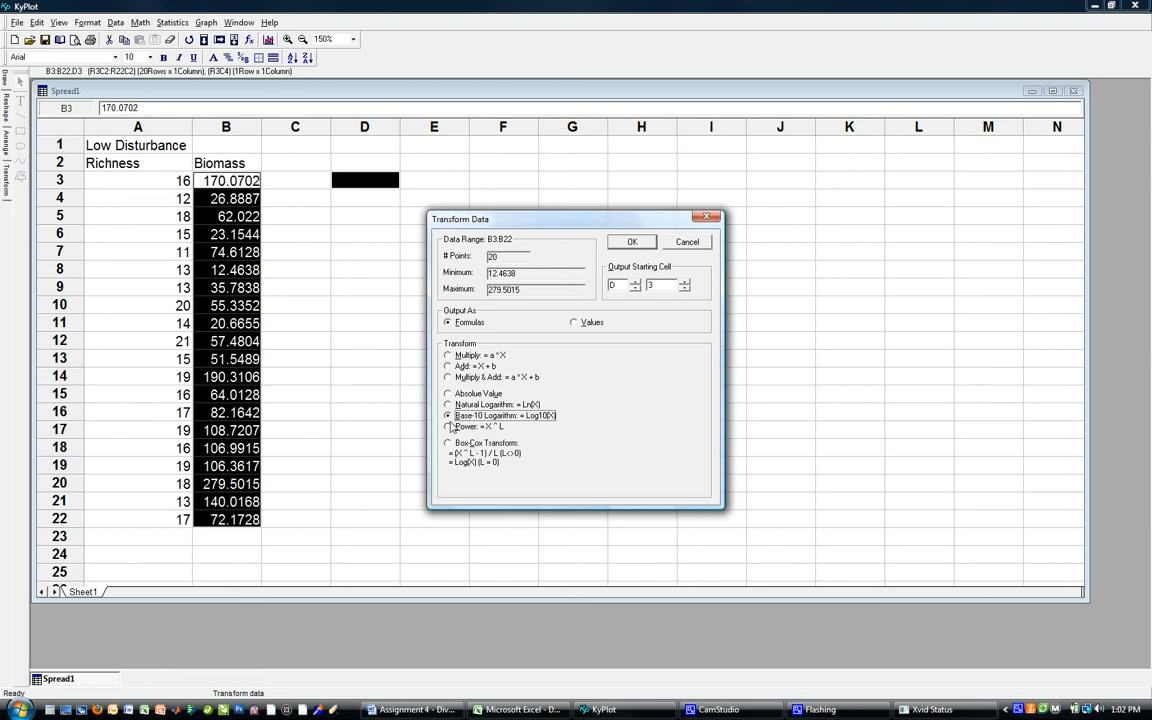 KyPlot
File Edit View Format Data Math Statistics Graph Window Help
150%
Arial 10 B I U A
B3:B22,D3 (R3C2:R22C2) (20Rows x 1Column), (R3C4) (1Row x 1Column)
Draw
Reshape
Arrange
Transform
Spread1
B3 170.0702
A B C D E F G H I J K L M N
1 Low Disturbance
2 Richness Biomass
3 16 170.0702
4 12 26.8887
5 18 62.022
6 15 23.1544
7 11 74.6128
8 13 12.4638
9 13 35.7838
10 20 55.3352
11 14 20.6655
12 21 57.4804
13 15 51.5489
14 19 190.3106
15 16 64.0128
16 17 82.1642
17 19 108.7207
18 16 106.9915
19 19 106.3617
20 18 279.5015
21 13 140.0168
22 17 72.1728
23
24
25
Sheet1
Transform Data
Data Range: B3:B22
# Points: 20
Minimum: 12.4638
Maximum: 279.5015
OK Cancel
Output Starting Cell
D 3
Output As
Formulas Values
Transform
Multiply: = a * X
Add: = X + b
Multiply & Add: = a * X + b
Absolue Value
Natural Logarithm: = Ln(X)
Base-10 Logarithm: = Log10(X)
Power: = X ^ L
Box-Cox Transform:
= (X ^ L - 1) / L (L<>0)
= Log(X) (L = 0)
Spread1
Ready Transform data
Assignment 4 - Div... Microsoft Excel - D... KyPlot CamStudio Flashing Xvid Status 1:02 PM